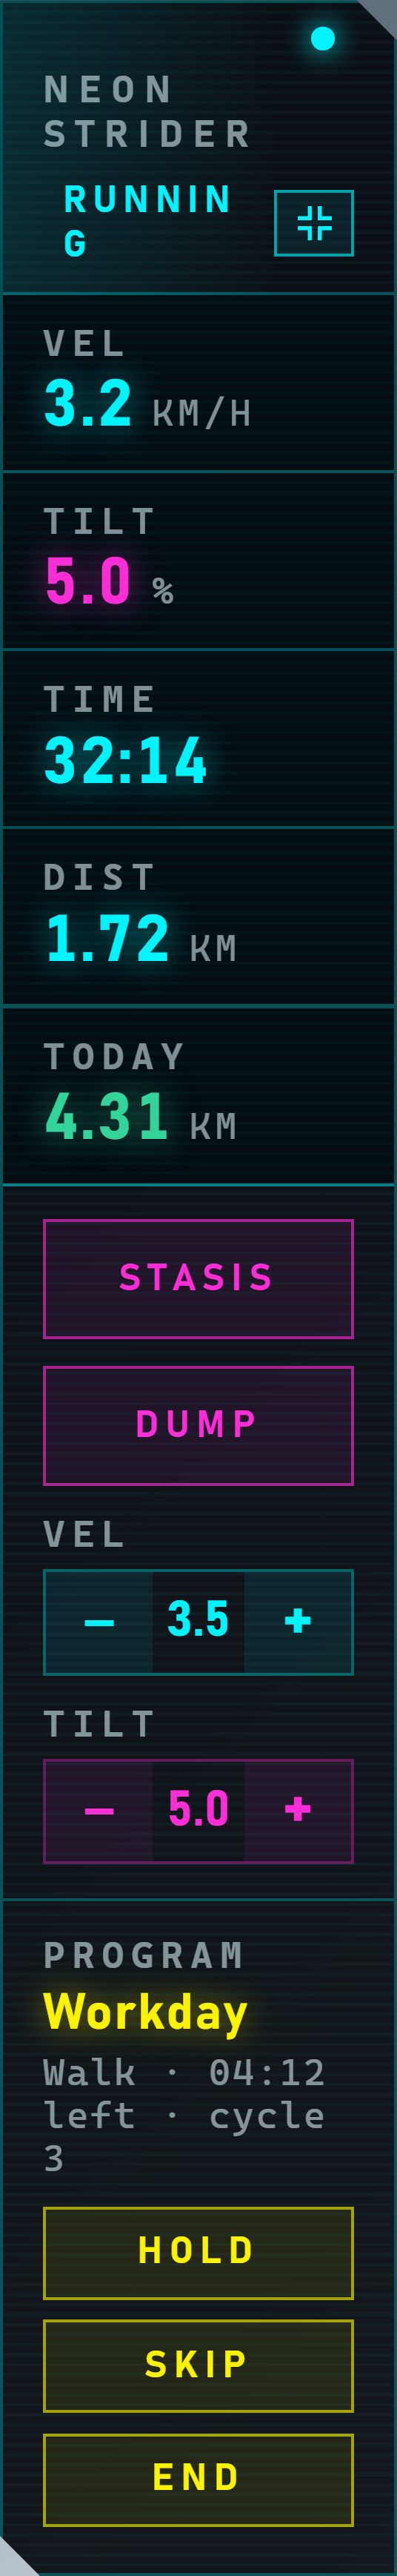 NEON
STRIDER
RUNNIN
G
VEL
3.2 KM/H
TILT
5.0 %
TIME
32:14
DIST
1.72 KM
TODAY
4.31 KM
STASIS
DUMP
VEL
— 3.5 +
TILT
— 5.0 +
PROGRAM
Workday
Walk · 04:12
left · cycle
3
HOLD
SKIP
END